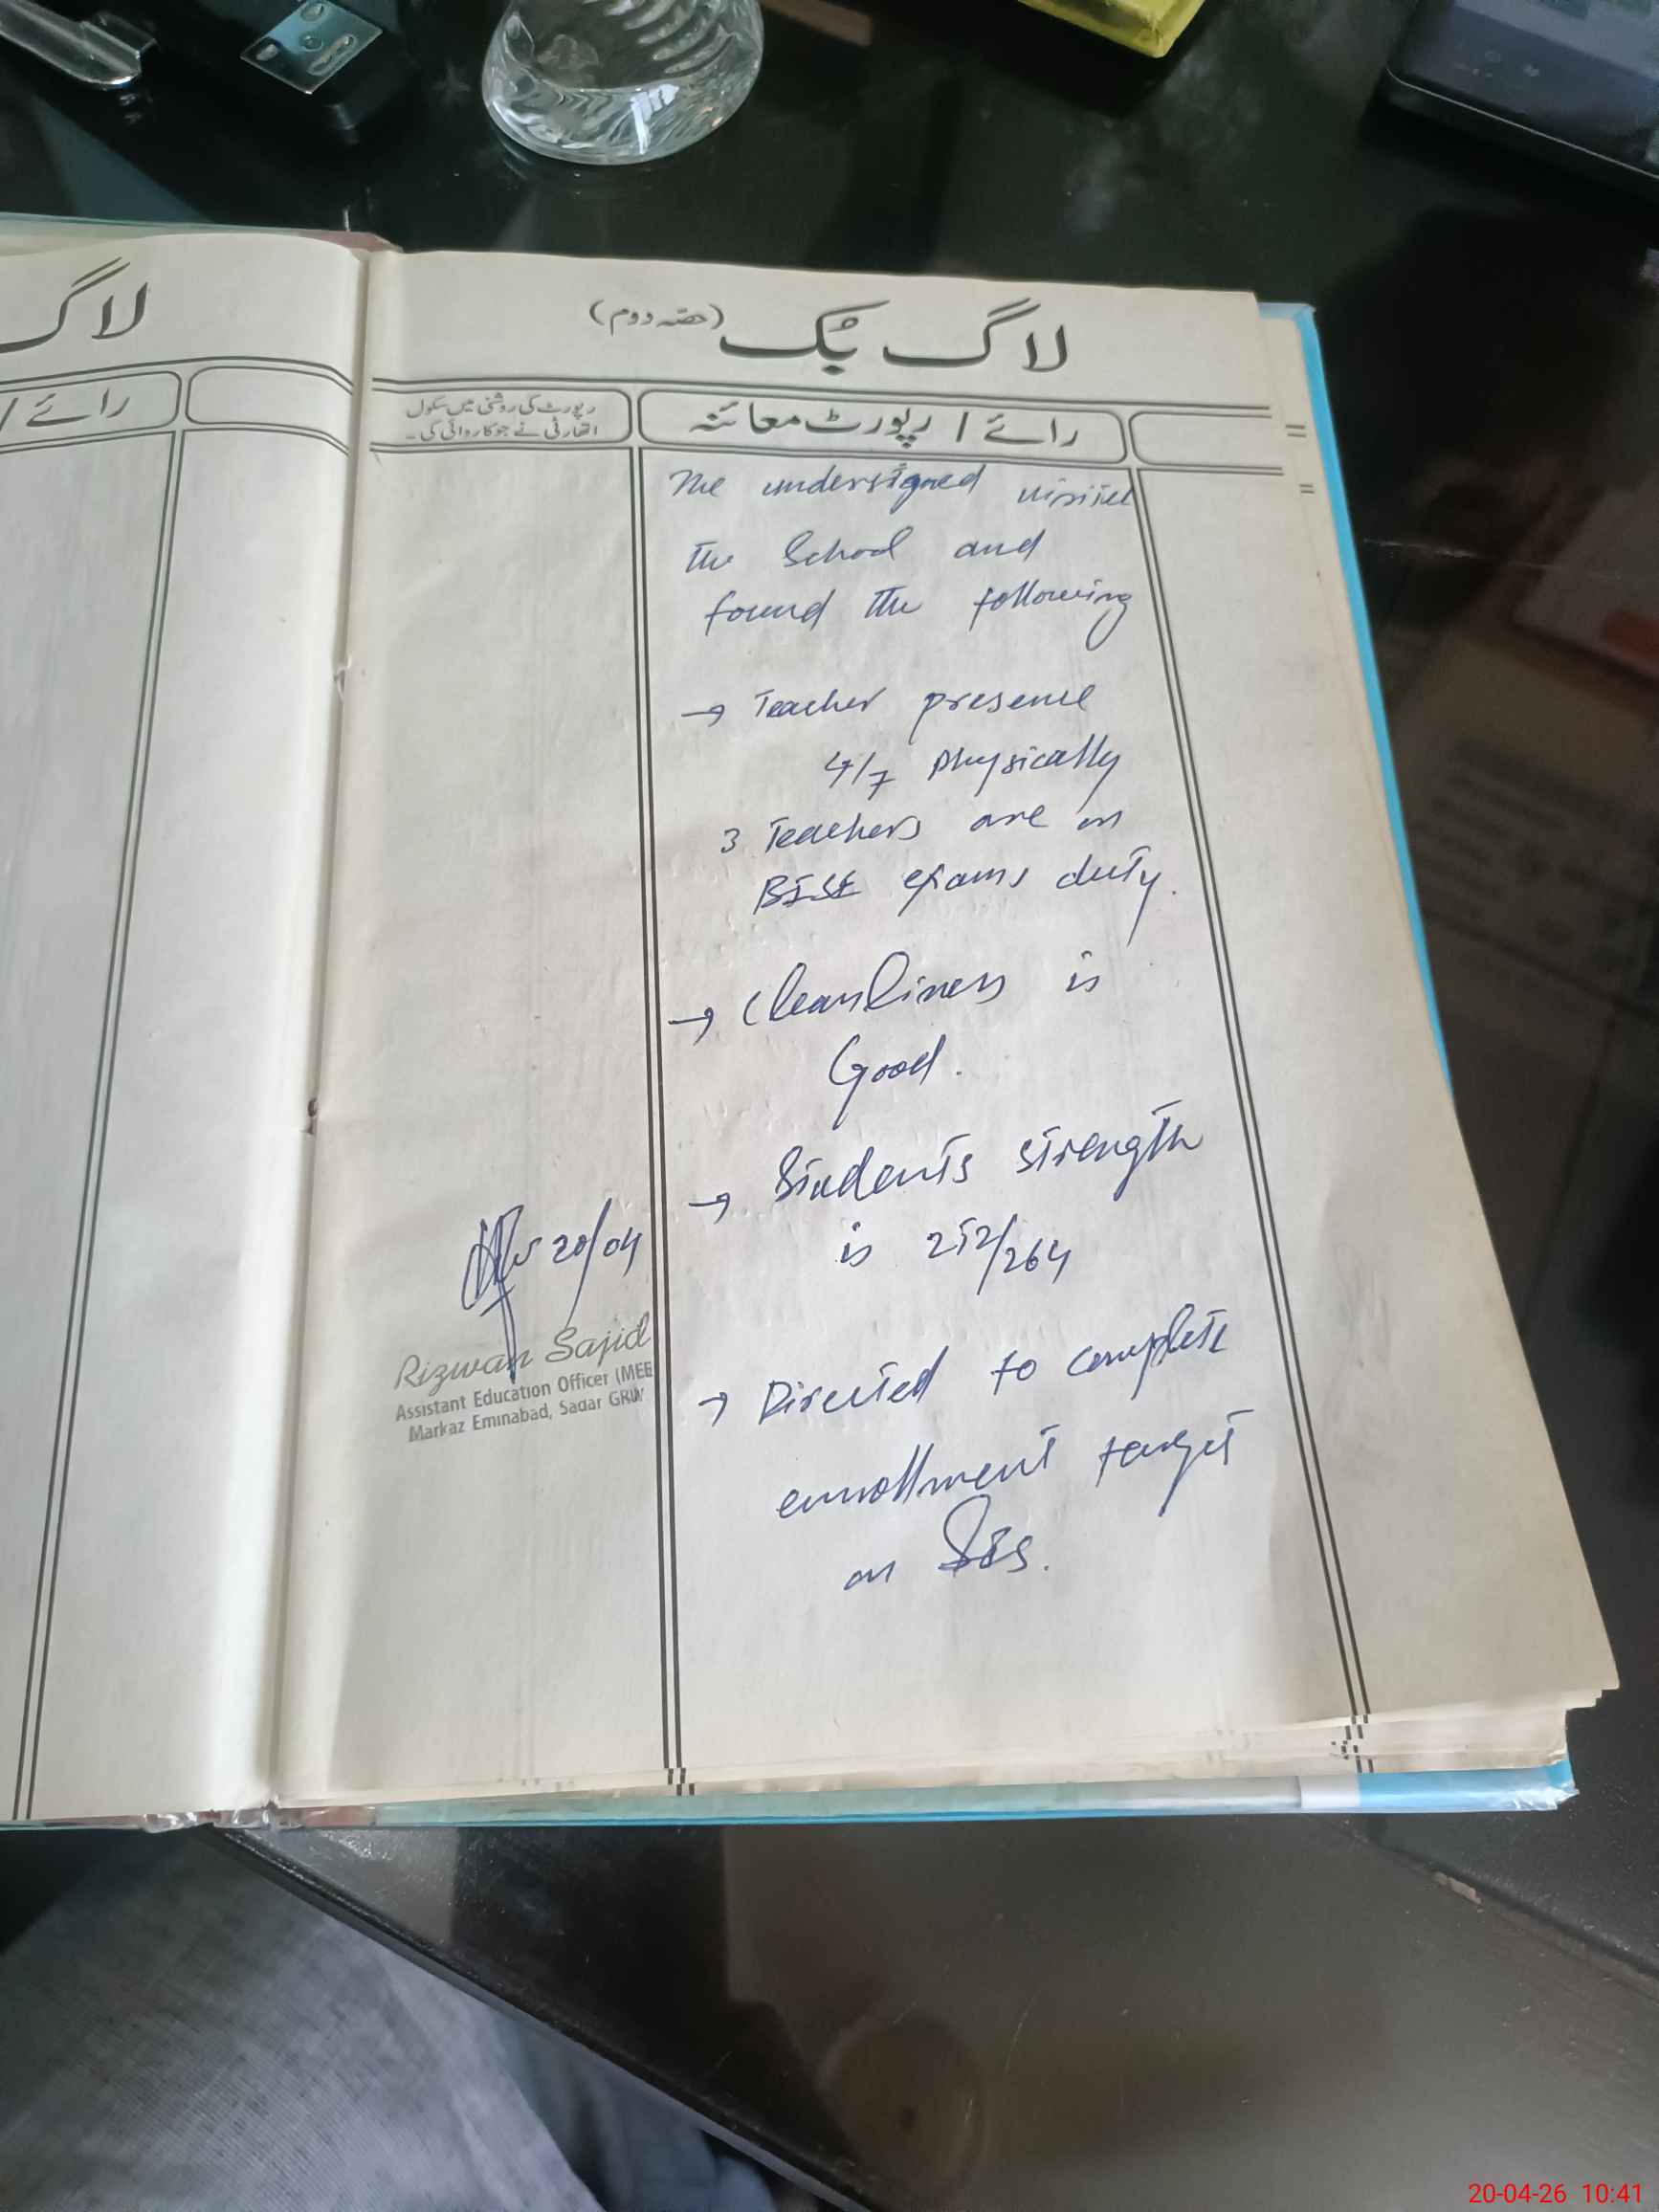 لاگ
رائے /
لاگ بُک (حصہ دوم)
رائے / رپورٹ معائنہ
رپورٹ کی روشنی میں سکول
اتھارٹی نے جو کاروائی کی۔
The undersigned visited
the School and
found the following
→ Teacher presence
4/7 physically
3 Teachers are on
BISE exams duty.
→ Cleanliness is
Good.
→ Students strength
is 252/264
→ Directed to complete
enrollment target
on SIS.
20/04
Rizwan Sajid
Assistant Education Officer (MEE
Markaz Eminabad, Sadar GRW
20-04-26 10:41